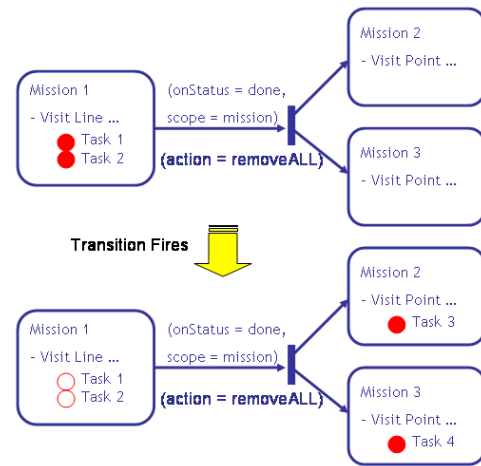 Mission 1
- Visit Line ...
Task 1
Task 2
(onStatus = done,
scope = mission)
(action = removeALL)
Mission 2
- Visit Point ...
Mission 3
- Visit Point ...
Transition Fires
Mission 1
- Visit Line ...
Task 1
Task 2
(onStatus = done,
scope = mission)
(action = removeALL)
Mission 2
- Visit Point ...
Task 3
Mission 3
- Visit Point ...
Task 4